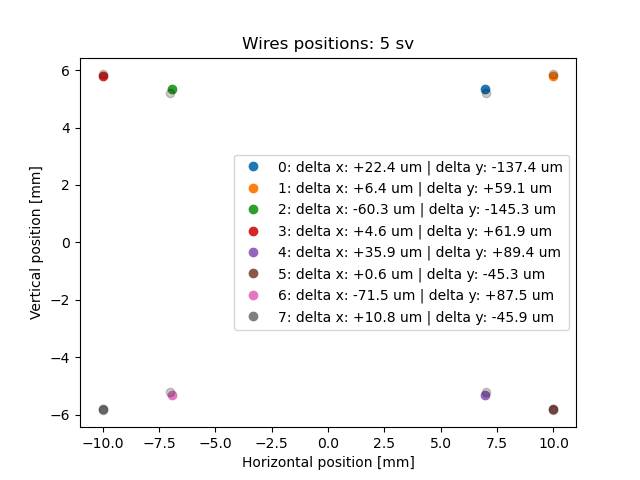 Wires positions: 5 sv
6
4
2
0
−2
−4
−6
Vertical position [mm]
0: delta x: +22.4 um | delta y: -137.4 um
1: delta x: +6.4 um | delta y: +59.1 um
2: delta x: -60.3 um | delta y: -145.3 um
3: delta x: +4.6 um | delta y: +61.9 um
4: delta x: +35.9 um | delta y: +89.4 um
5: delta x: +0.6 um | delta y: -45.3 um
6: delta x: -71.5 um | delta y: +87.5 um
7: delta x: +10.8 um | delta y: -45.9 um
−10.0 −7.5 −5.0 −2.5 0.0 2.5 5.0 7.5 10.0
Horizontal position [mm]